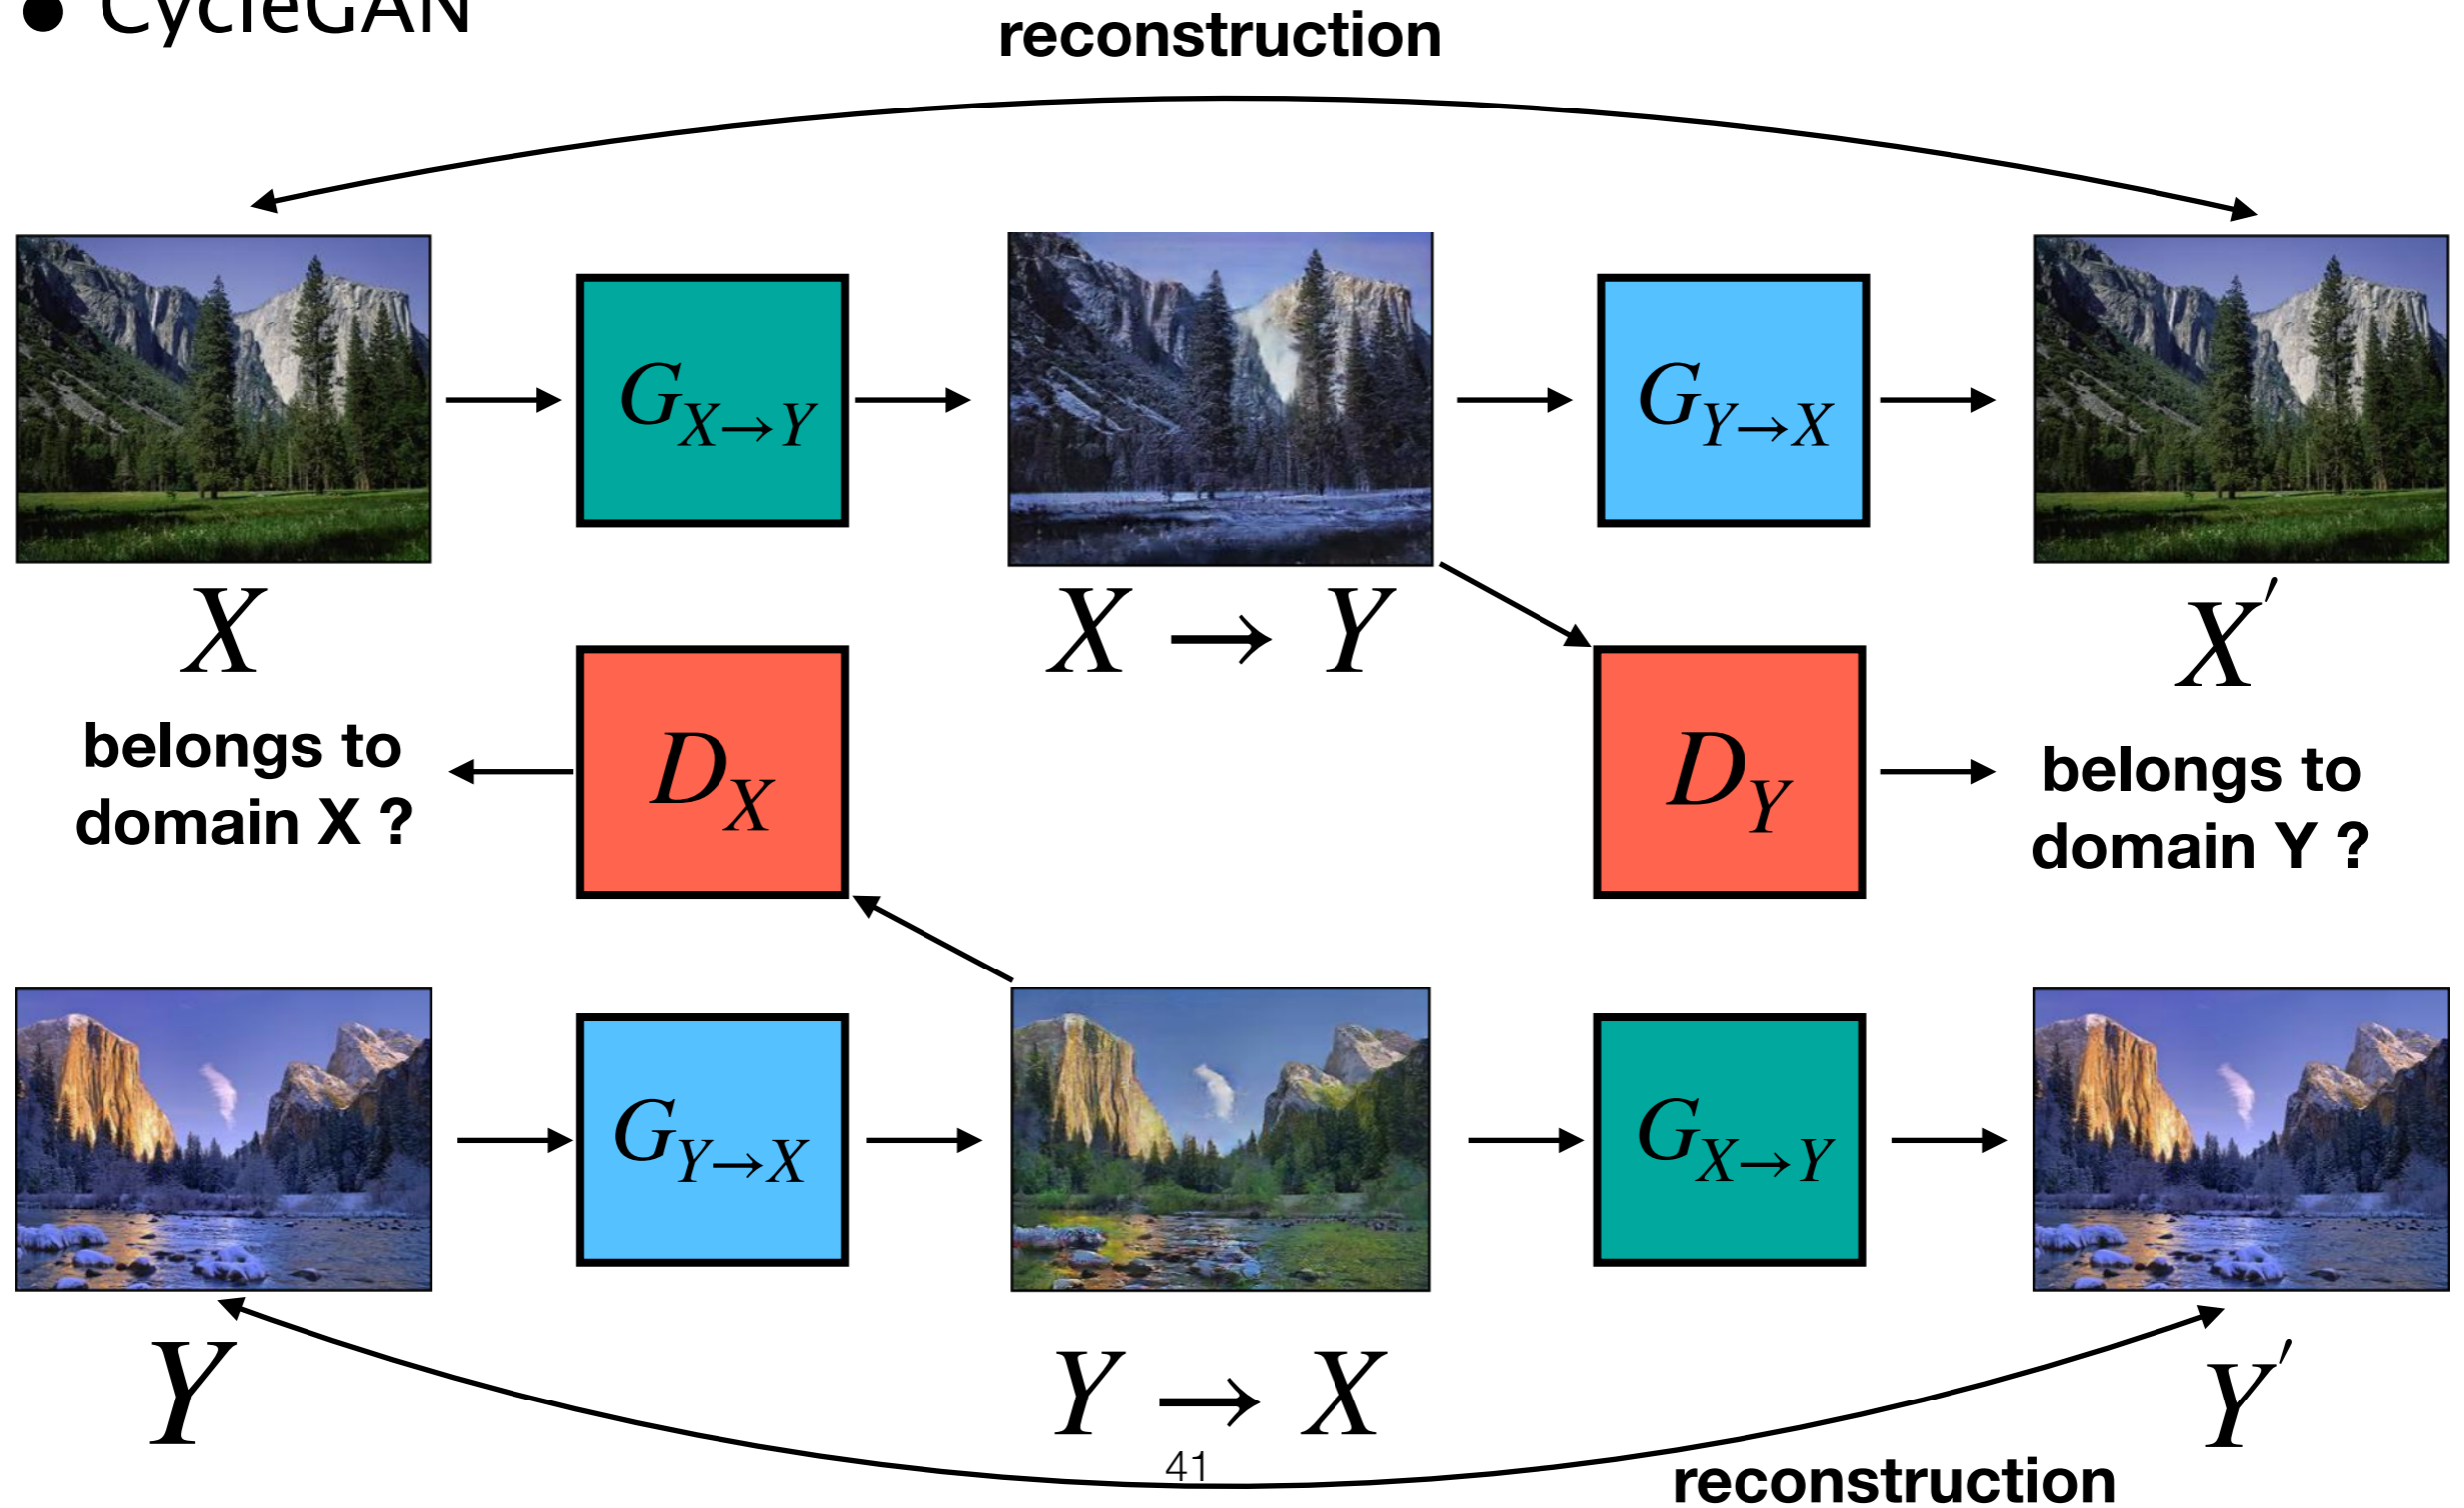 • CycleGAN
reconstruction
G_{X→Y}
G_{Y→X}
X
X → Y
X′
D_X
D_Y
belongs to
domain X ?
belongs to
domain Y ?
G_{Y→X}
G_{X→Y}
Y
Y → X
Y′
41
reconstruction